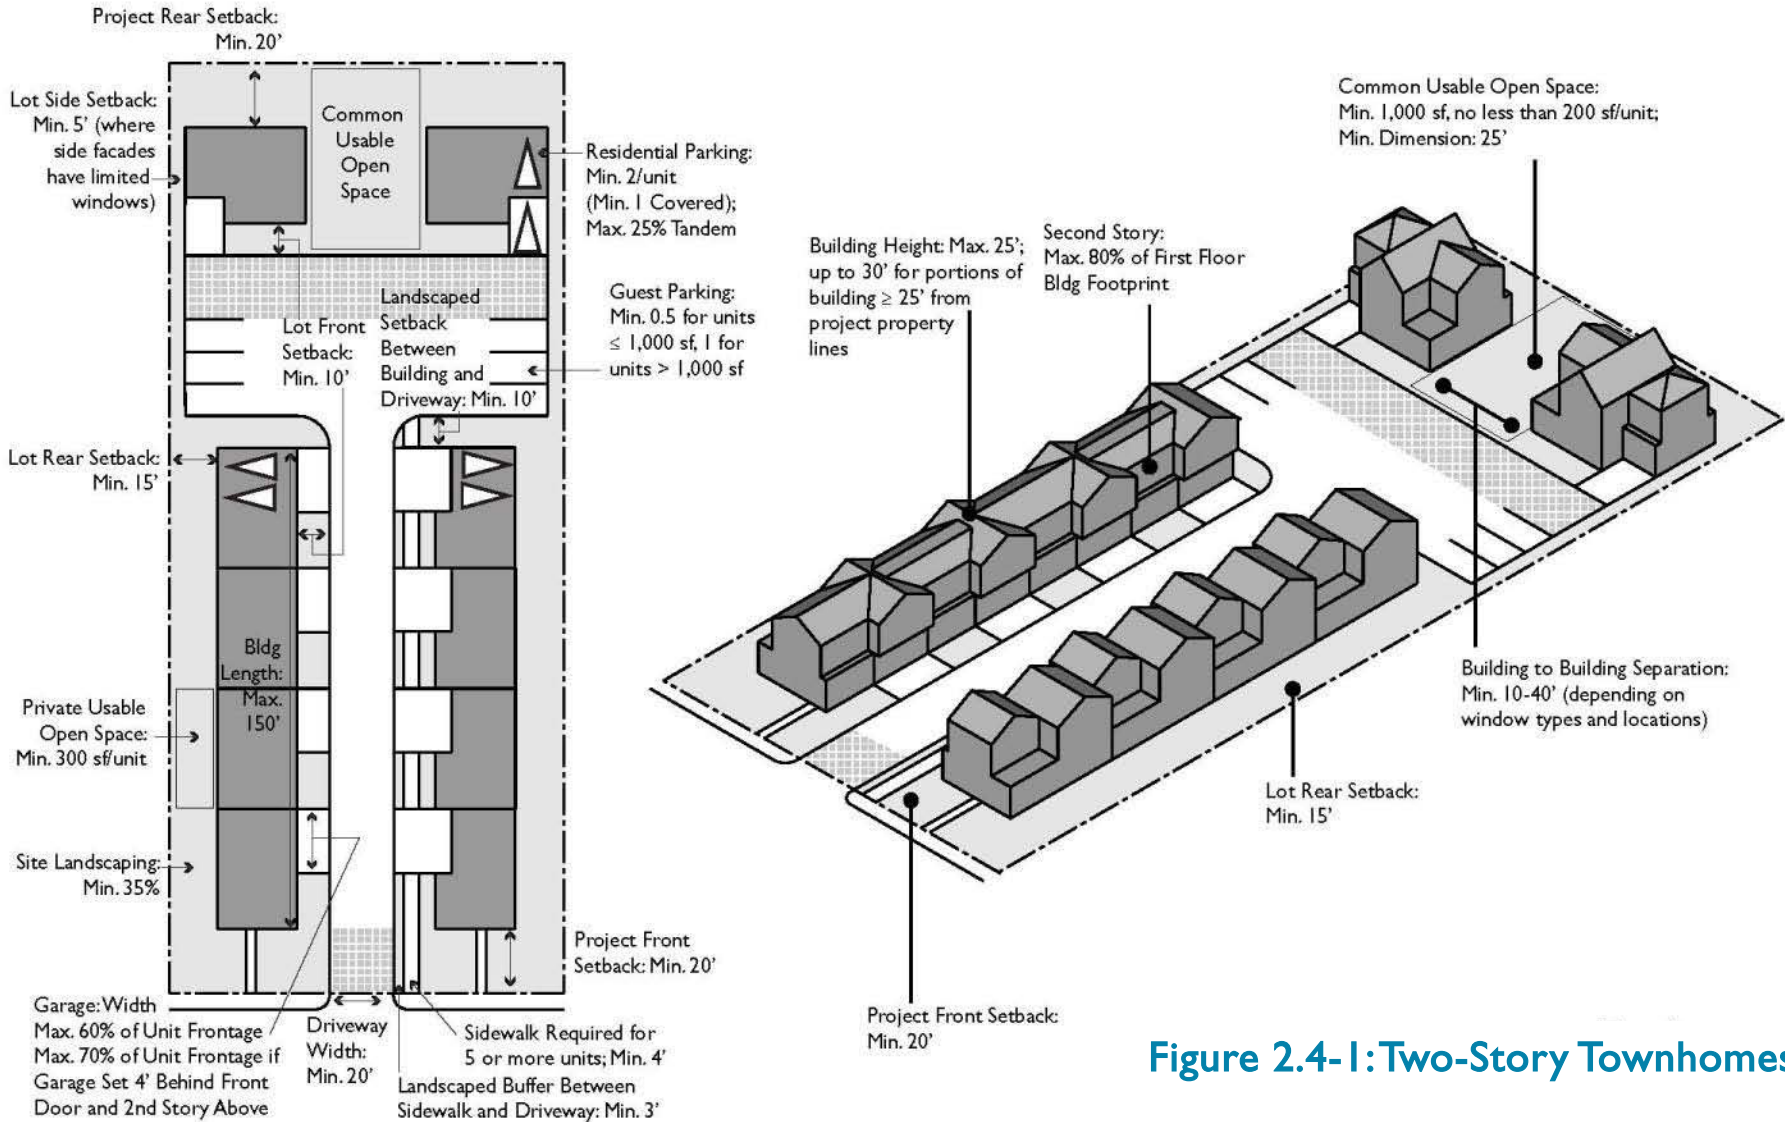 Project Rear Setback:
Min. 20'
Lot Side Setback:
Min. 5' (where
side facades
have limited
windows)
Common
Usable
Open
Space
Residential Parking:
Min. 2/unit
(Min. 1 Covered);
Max. 25% Tandem
Guest Parking:
Min. 0.5 for units
≤ 1,000 sf, 1 for
units > 1,000 sf
Landscaped
Setback
Between
Building and
Driveway: Min. 10'
Lot Front
Setback:
Min. 10'
Lot Rear Setback:
Min. 15'
Bldg
Length:
Max.
150'
Private Usable
Open Space:
Min. 300 sf/unit
Site Landscaping:
Min. 35%
Project Front
Setback: Min. 20'
Garage: Width
Max. 60% of Unit Frontage
Max. 70% of Unit Frontage if
Garage Set 4' Behind Front
Door and 2nd Story Above
Driveway
Width:
Min. 20'
Sidewalk Required for
5 or more units; Min. 4'
Landscaped Buffer Between
Sidewalk and Driveway: Min. 3'
Common Usable Open Space:
Min. 1,000 sf, no less than 200 sf/unit;
Min. Dimension: 25'
Building Height: Max. 25';
up to 30' for portions of
building ≥ 25' from
project property
lines
Second Story:
Max. 80% of First Floor
Bldg Footprint
Building to Building Separation:
Min. 10-40' (depending on
window types and locations)
Lot Rear Setback:
Min. 15'
Project Front Setback:
Min. 20'
Figure 2.4-1: Two-Story Townhomes